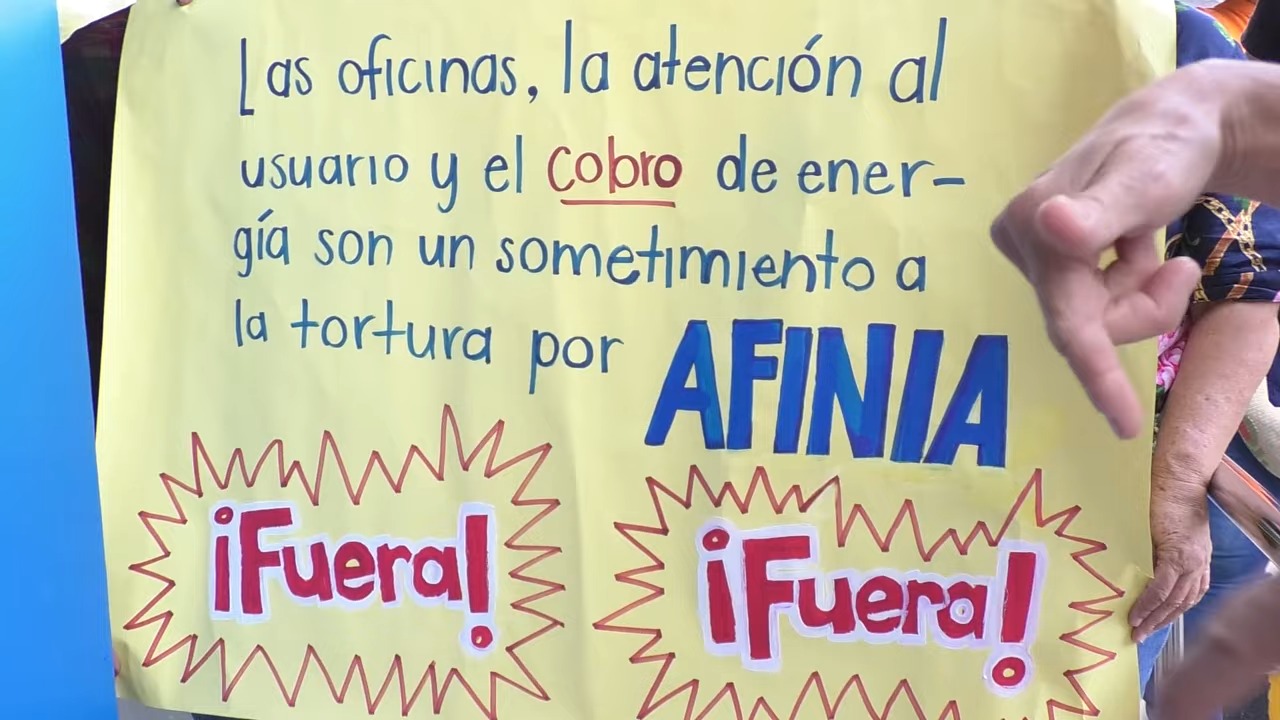 Las oficinas, la atención al
usuario y el cobro de ener-
gía son un sometimiento a
la tortura por AFINIA
¡Fuera! ¡Fuera!